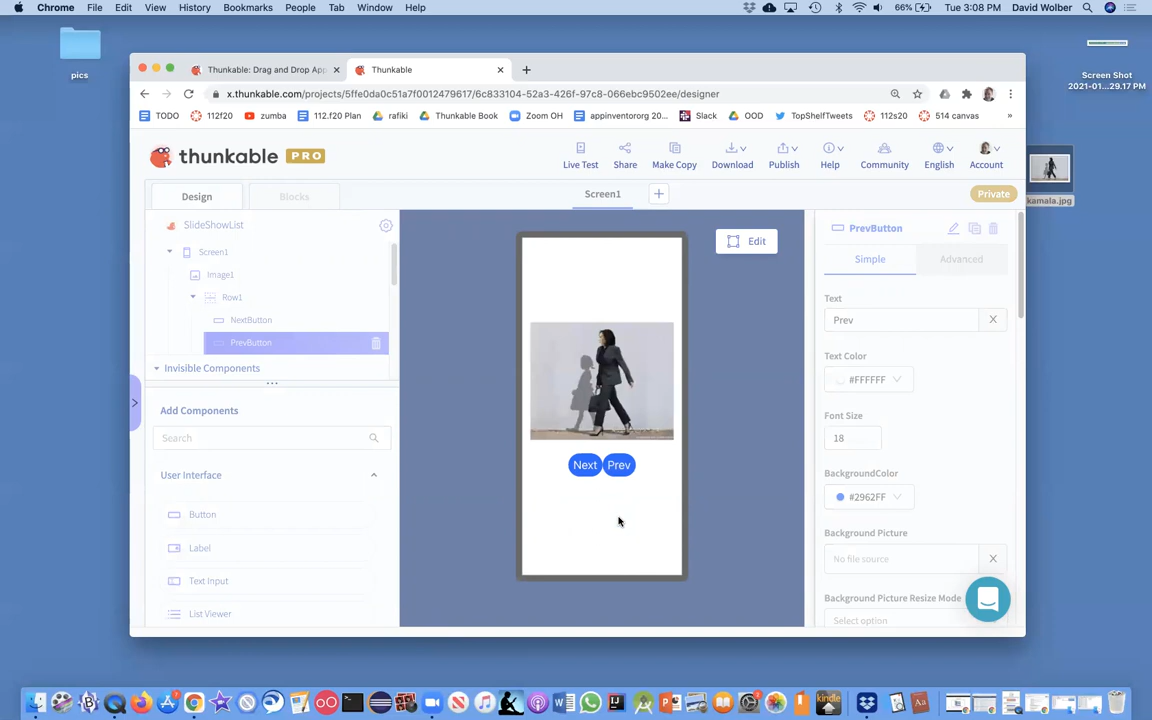 Chrome File Edit View History Bookmarks People Tab Window Help 66% Tue 3:08 PM David Wolber
pics
Screen Shot
2021-01...29.17 PM
kamala.jpg
Thunkable: Drag and Drop App
Thunkable
x.thunkable.com/projects/5ffe0da0c51a7f0012479617/6c833104-52a3-426f-97c8-066ebc9502ee/designer
TODO 112f20 zumba 112.f20 Plan rafiki Thunkable Book Zoom OH appinventororg 20... Slack OOD TopShelfTweets 112s20 514 canvas »
thunkable PRO
Live Test Share Make Copy Download Publish Help Community English Account
Design Blocks Screen1 + Private
SlideShowList
Screen1
Image1
Row1
NextButton
PrevButton
Invisible Components
Add Components
Search
User Interface
Button
Label
Text Input
List Viewer
Edit
Next Prev
PrevButton
Simple Advanced
Text
Prev X
Text Color
#FFFFFF
Font Size
18
BackgroundColor
#2962FF
Background Picture
No file source X
Background Picture Resize Mode
Select option